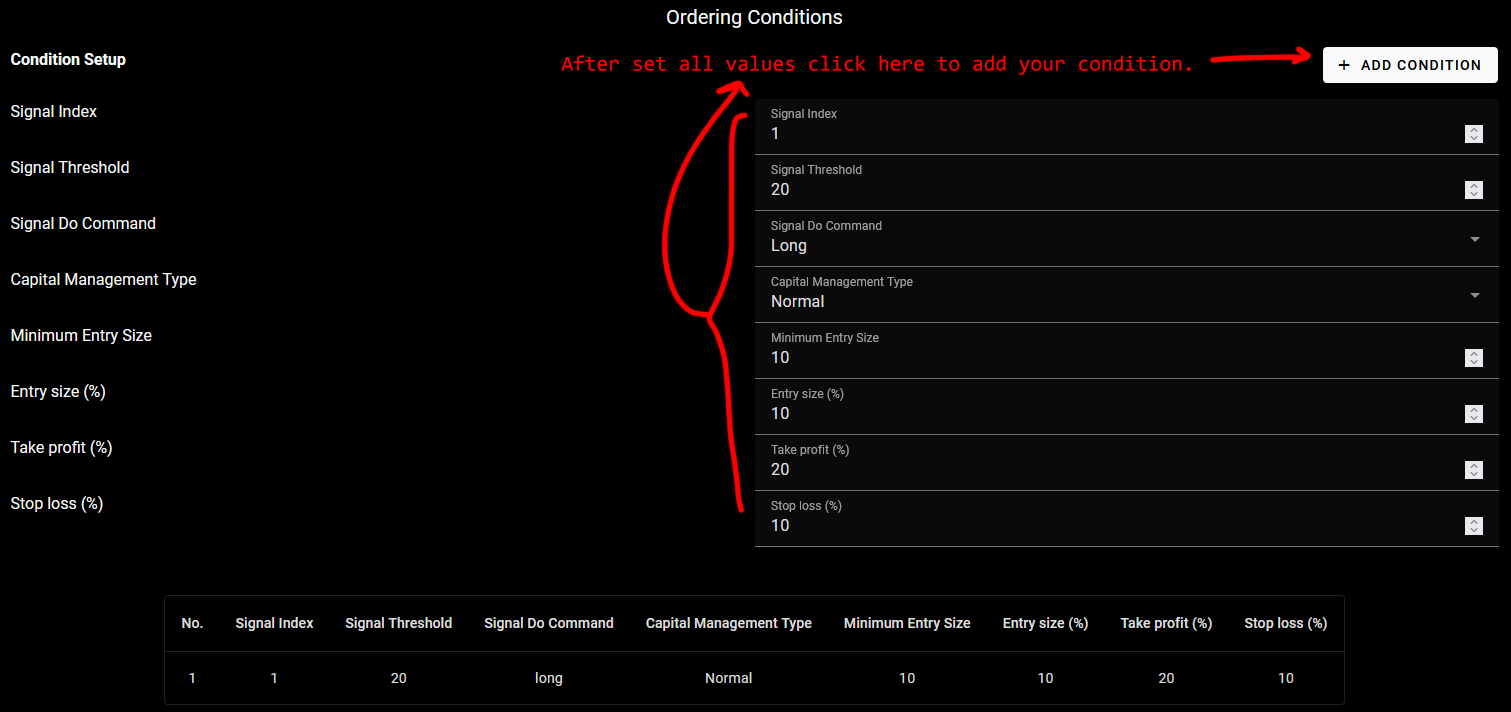 Ordering Conditions
Condition Setup
After set all values click here to add your condition.
+ ADD CONDITION
Signal Index
Signal Index
1
Signal Threshold
Signal Threshold
20
Signal Do Command
Signal Do Command
Long
Capital Management Type
Capital Management Type
Normal
Minimum Entry Size
Minimum Entry Size
10
Entry size (%)
Entry size (%)
10
Take profit (%)
Take profit (%)
20
Stop loss (%)
Stop loss (%)
10
No. Signal Index Signal Threshold Signal Do Command Capital Management Type Minimum Entry Size Entry size (%) Take profit (%) Stop loss (%)
1 1 20 long Normal 10 10 20 10